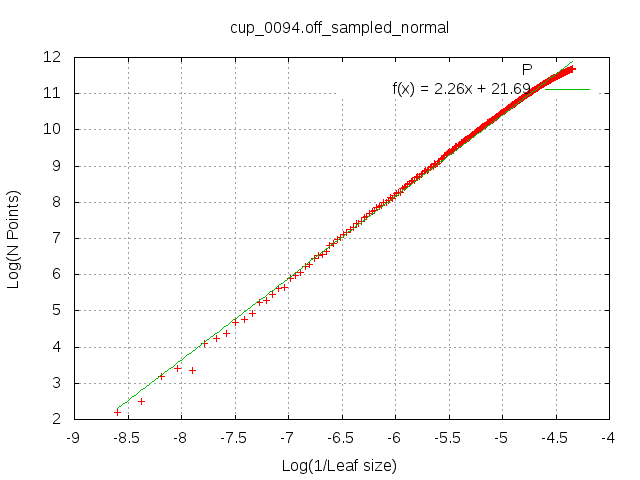 cup_0094.off_sampled_normal
12
11
10
9
8
7
6
5
4
3
2
P
f(x) = 2.26x + 21.69
Log(N Points)
-9 -8.5 -8 -7.5 -7 -6.5 -6 -5.5 -5 -4.5 -4
Log(1/Leaf size)